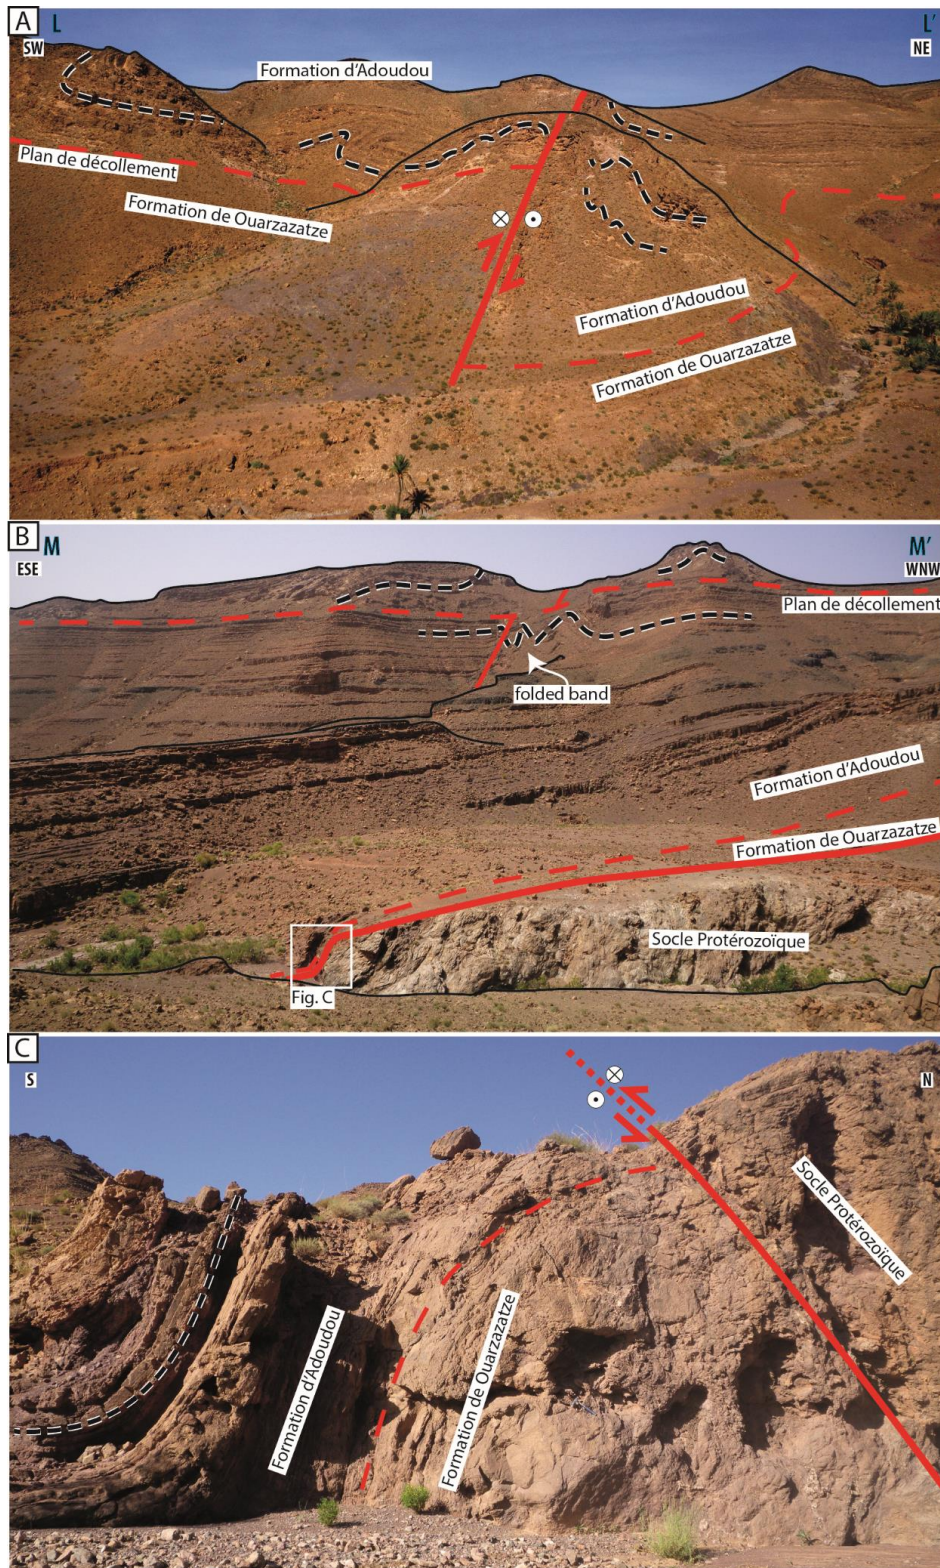 A
L
L'
SW
NE
Formation d'Adoudou
Plan de décollement
Formation de Ouarzazatze
Formation d'Adoudou
Formation de Ouarzazatze
B
M
M'
ESE
WNW
Plan de décollement
folded band
Formation d'Adoudou
Formation de Ouarzazatze
Socle Protérozoïque
Fig. C
C
S
N
Socle Protérozoïque
Formation d'Adoudou
Formation de Ouarzazatze